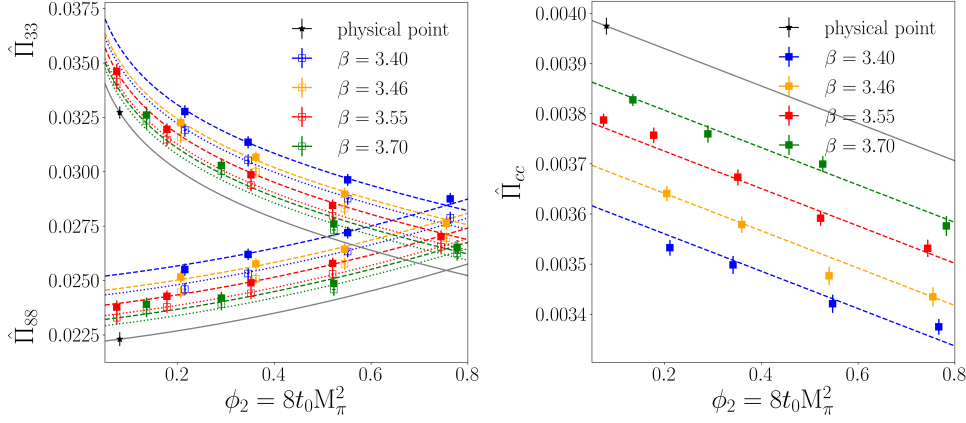 Π̂33
Π̂88
0.0375
0.0350
0.0325
0.0300
0.0275
0.0250
0.0225
0.2
0.4
0.6
0.8
ϕ2 = 8t0Mπ²
physical point
β = 3.40
β = 3.46
β = 3.55
β = 3.70
Π̂cc
0.0040
0.0039
0.0038
0.0037
0.0036
0.0035
0.0034
0.2
0.4
0.6
0.8
ϕ2 = 8t0Mπ²
physical point
β = 3.40
β = 3.46
β = 3.55
β = 3.70